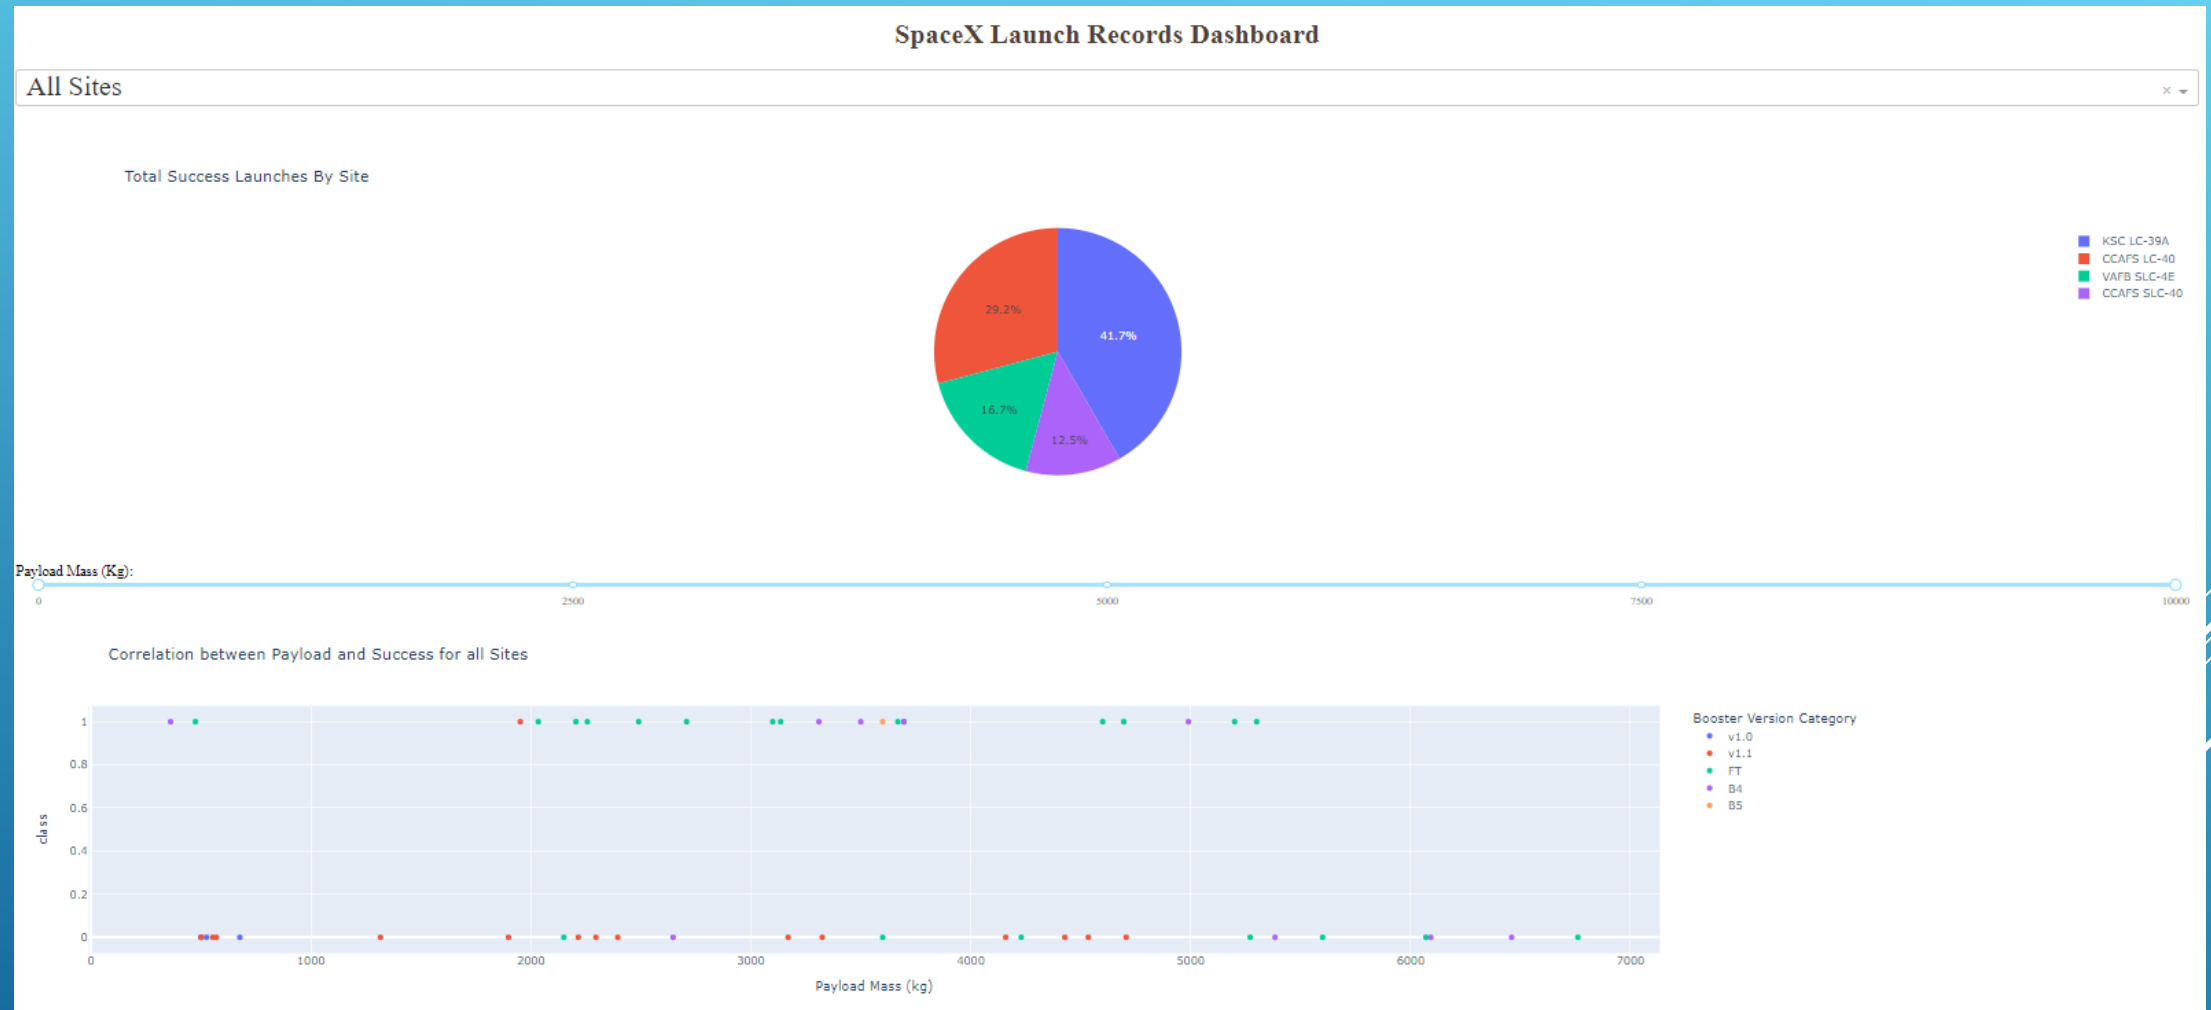 SpaceX Launch Records Dashboard
All Sites
×
Total Success Launches By Site
KSC LC-39A
CCAFS LC-40
VAFB SLC-4E
CCAFS SLC-40
29.2%
41.7%
16.7%
12.5%
Payload Mass (Kg):
0 2500 5000 7500 10000
Correlation between Payload and Success for all Sites
Booster Version Category
v1.0
v1.1
FT
B4
B5
1
0.8
0.6
0.4
0.2
0
class
0 1000 2000 3000 4000 5000 6000 7000
Payload Mass (kg)